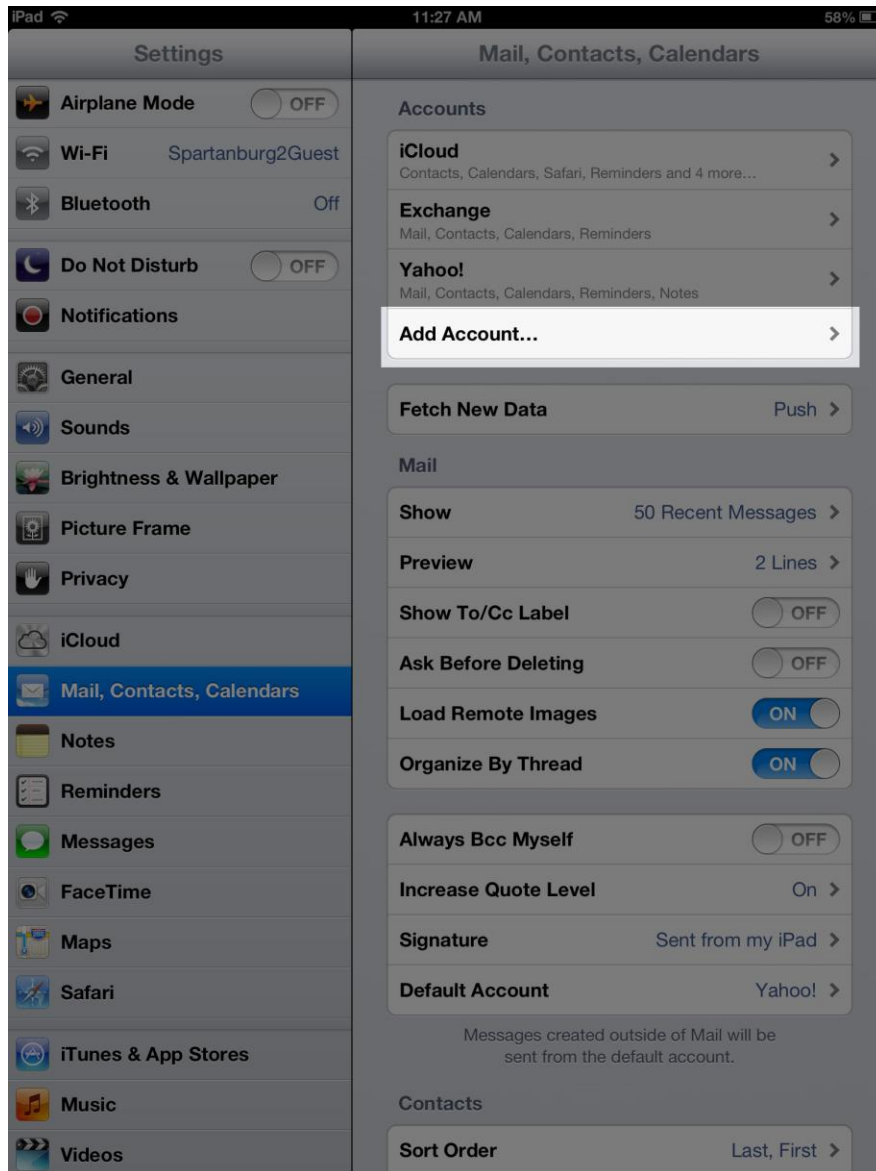 iPad 11:27 AM 58%
Settings
Airplane Mode OFF
Wi-Fi Spartanburg2Guest
Bluetooth Off
Do Not Disturb OFF
Notifications
General
Sounds
Brightness & Wallpaper
Picture Frame
Privacy
iCloud
Mail, Contacts, Calendars
Notes
Reminders
Messages
FaceTime
Maps
Safari
iTunes & App Stores
Music
Videos
Mail, Contacts, Calendars
Accounts
iCloud
Contacts, Calendars, Safari, Reminders and 4 more...
Exchange
Mail, Contacts, Calendars, Reminders
Yahoo!
Mail, Contacts, Calendars, Reminders, Notes
Add Account...
Fetch New Data Push
Mail
Show 50 Recent Messages
Preview 2 Lines
Show To/Cc Label OFF
Ask Before Deleting OFF
Load Remote Images ON
Organize By Thread ON
Always Bcc Myself OFF
Increase Quote Level On
Signature Sent from my iPad
Default Account Yahoo!
Messages created outside of Mail will be
sent from the default account.
Contacts
Sort Order Last, First